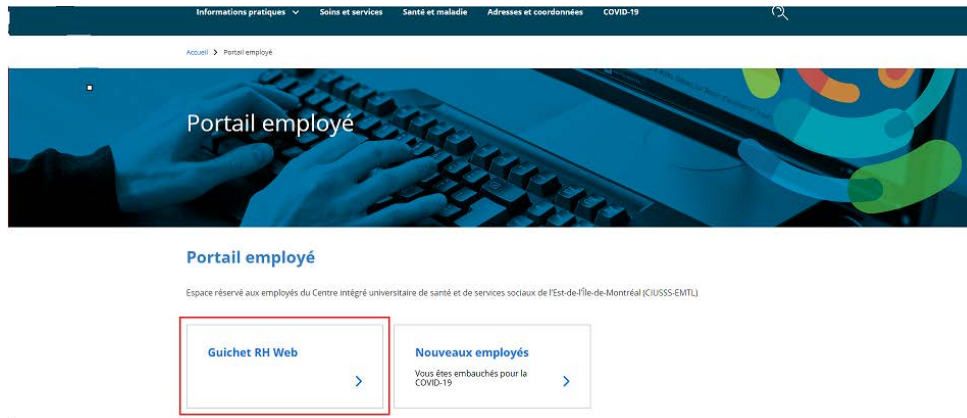 Informations pratiques Soins et services Santé et maladie Adresses et coordonnées COVID-19
Accueil > Portail employé
Portail employé
Portail employé
Espace réservé aux employés du Centre intégré universitaire de santé et de services sociaux de l'Est-de-l'Île-de-Montréal (CIUSSS-EMTL)
Guichet RH Web
Nouveaux employés
Vous êtes embauchés pour la
COVID-19